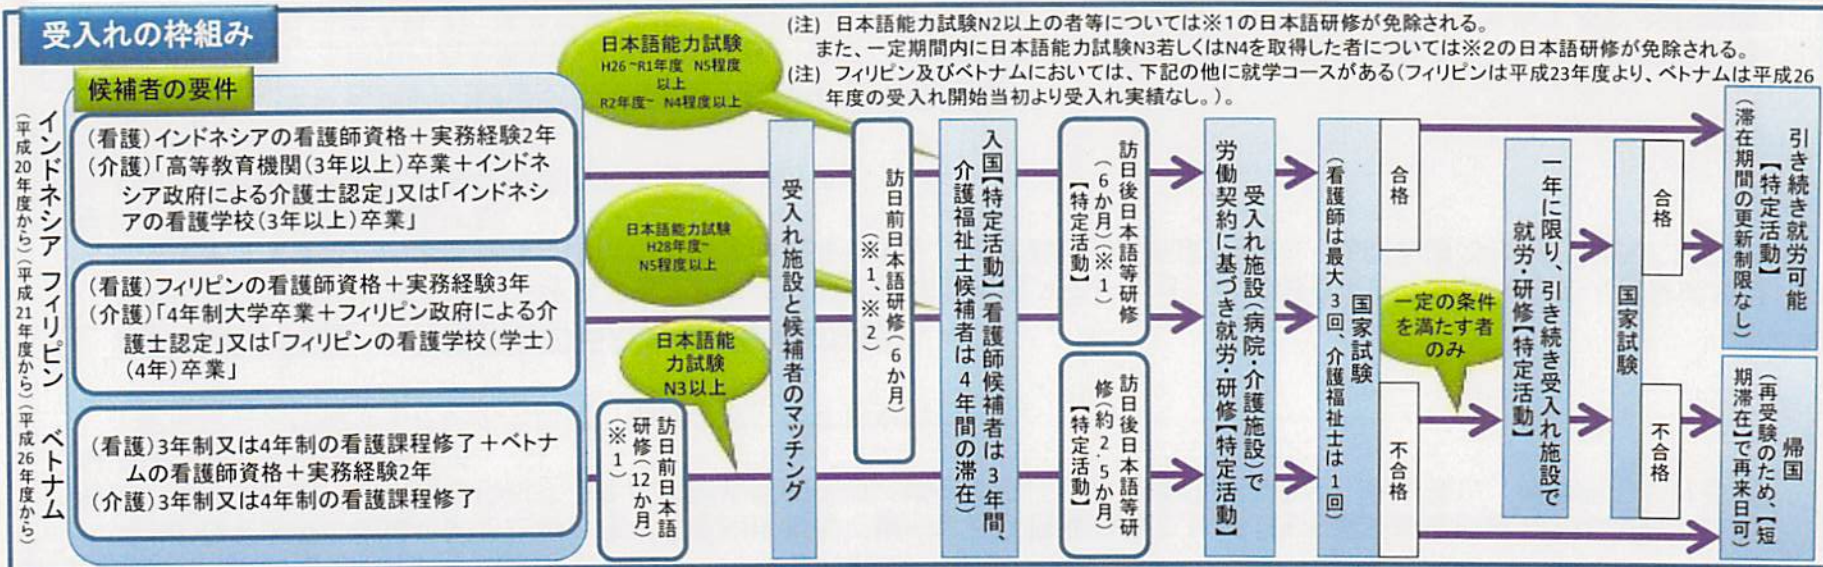 受入れの枠組み
(注) 日本語能力試験N2以上の者等については※1の日本語研修が免除される。
また、一定期間内に日本語能力試験N3若しくはN4を取得した者については※2の日本語研修が免除される。
(注) フィリピン及びベトナムにおいては、下記の他に就学コースがある(フィリピンは平成23年度より、ベトナムは平成26
年度の受入れ開始当初より受入れ実績なし。)。
候補者の要件
インドネシア
(平成20年度から)
(看護)インドネシアの看護師資格+実務経験2年
(介護)「高等教育機関(3年以上)卒業+インドネ
シア政府による介護士認定」又は「インドネシ
アの看護学校(3年以上)卒業」
フィリピン
(平成21年度から)
(看護)フィリピンの看護師資格+実務経験3年
(介護)「4年制大学卒業+フィリピン政府による介
護士認定」又は「フィリピンの看護学校(学士)
(4年)卒業」
ベトナム
(平成26年度から)
(看護)3年制又は4年制の看護課程修了+ベトナ
ムの看護師資格+実務経験2年
(介護)3年制又は4年制の看護課程修了
日本語能力試験
H26~R1年度 N5程度
以上
R2年度~ N4程度以上
日本語能力試験
H28年度~
N5程度以上
日本語能
力試験
N3以上
訪日前日本語
研修(12か月)
(※1)
受入れ施設と候補者のマッチング
訪日前日本語研修(6か月)
(※1、※2)
入国【特定活動】(看護師候補者は3年間、
介護福祉士候補者は4年間の滞在)
訪日後日本語等研修
(6か月)(※1)
【特定活動】
訪日後日本語等研
修(約2.5か月)
【特定活動】
受入れ施設(病院・介護施設)で
労働契約に基づき就労・研修【特定活動】
国家試験
(看護師は最大3回、介護福祉士は1回)
合格
不合格
一定の条件
を満たす者
のみ
一年に限り、引き続き受入れ施設で
就労・研修【特定活動】
国家試験
合格
不合格
引き続き就労可能
【特定活動】
(滞在期間の更新制限なし)
帰国
(再受験のため、【短
期滞在】で再来日可)